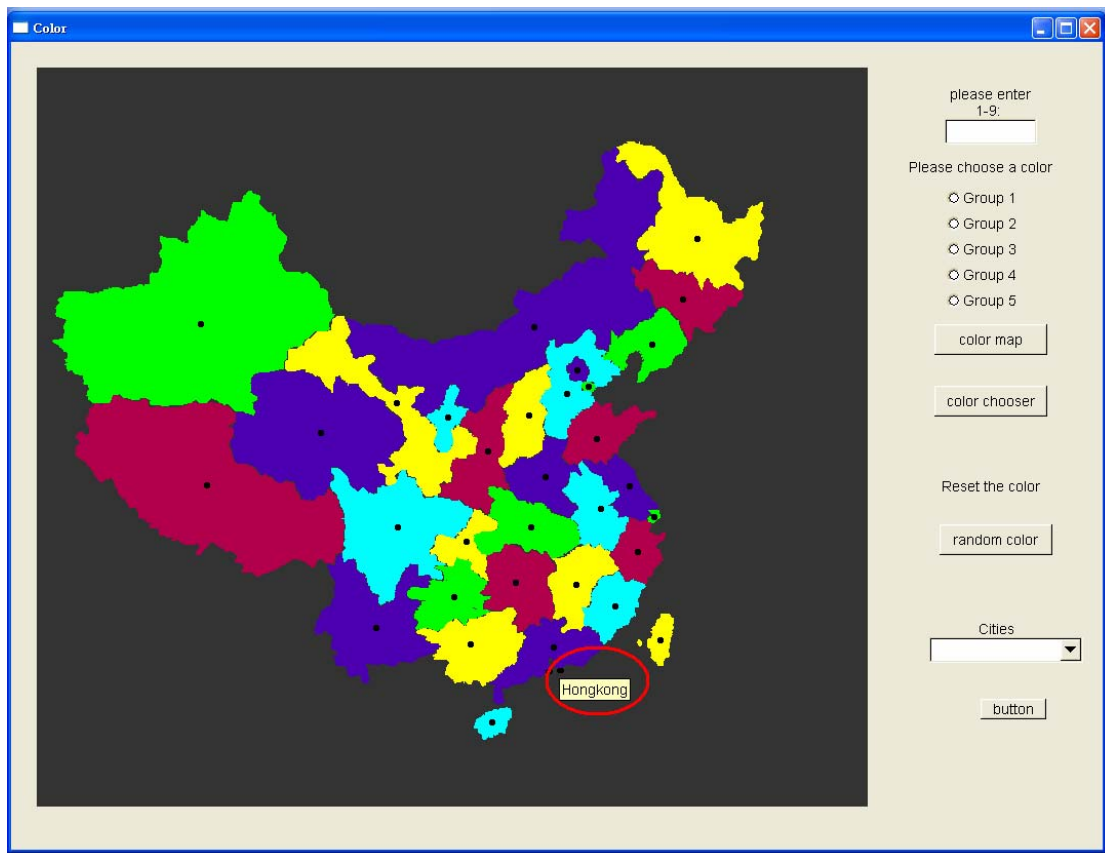 Color
please enter
1-9:
Please choose a color
Group 1
Group 2
Group 3
Group 4
Group 5
color map
color chooser
Reset the color
random color
Cities
Hongkong
button